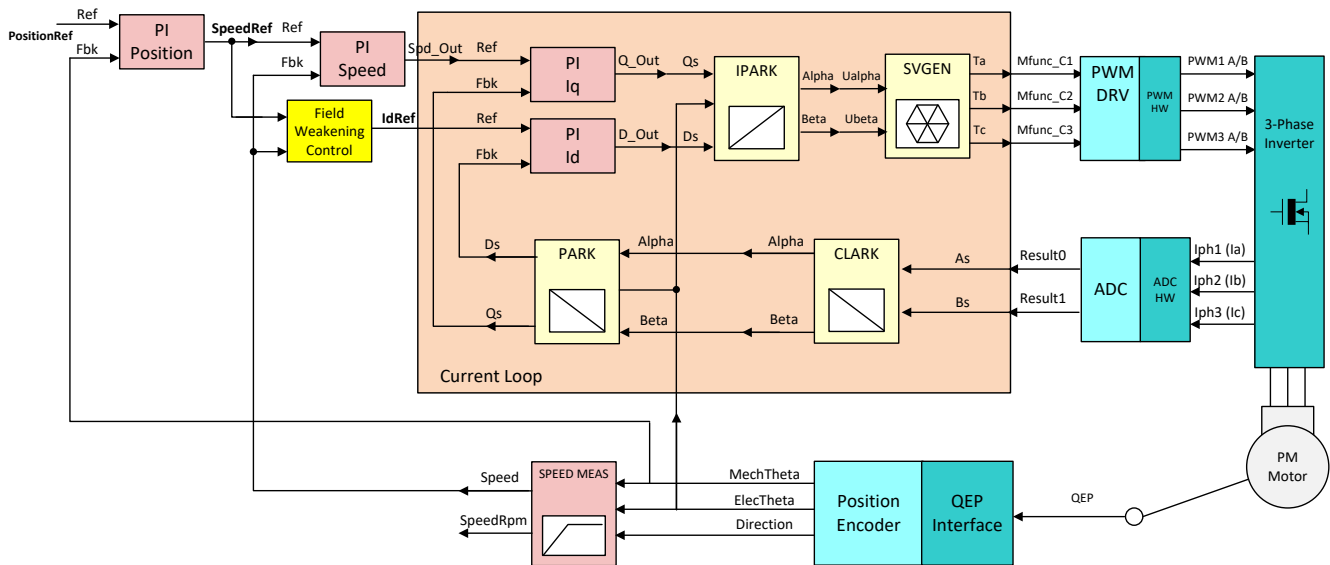 Ref
PositionRef
Fbk
PI
Position
SpeedRef
Ref
Fbk
PI
Speed
Spd_Out
Ref
Fbk
PI
Iq
Q_Out
Qs
IPARK
Alpha
Ualpha
Beta
Ubeta
SVGEN
Ta
Tb
Tc
Mfunc_C1
Mfunc_C2
Mfunc_C3
PWM
DRV
PWM
HW
PWM1 A/B
PWM2 A/B
PWM3 A/B
3-Phase
Inverter
Field
Weakening
Control
IdRef
Ref
Fbk
PI
Id
D_Out
Ds
Ds
Qs
PARK
Alpha
Alpha
Beta
Beta
CLARK
As
Bs
Result0
Result1
ADC
ADC
HW
Iph1 (Ia)
Iph2 (Ib)
Iph3 (Ic)
Current Loop
PM
Motor
Speed
SpeedRpm
SPEED MEAS
MechTheta
ElecTheta
Direction
Position
Encoder
QEP
Interface
QEP